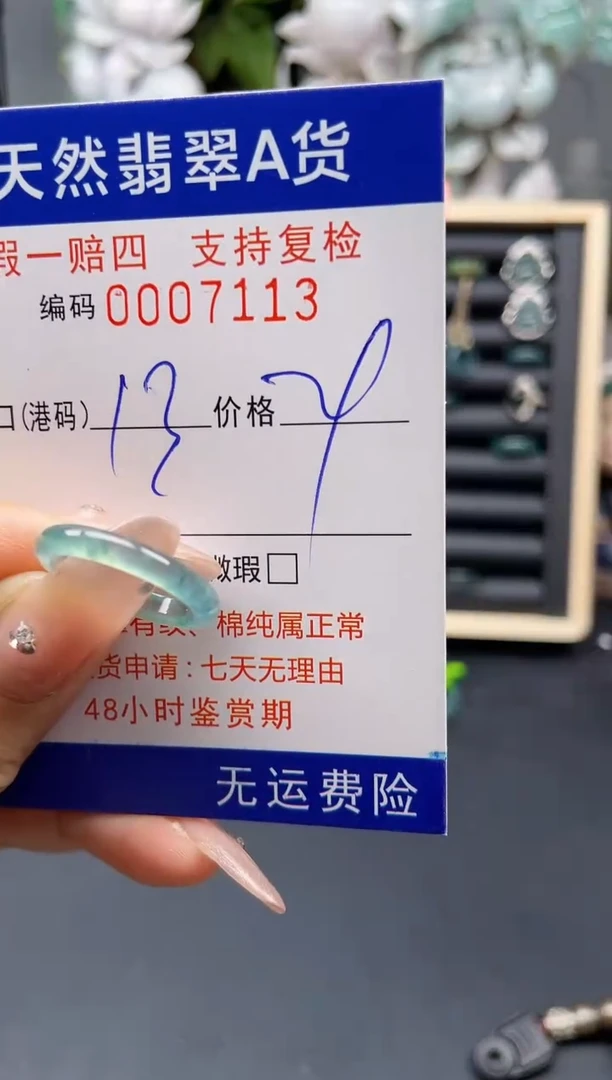 天然翡翠A货
假一赔四 支持复检
编码 0007113
口(港码) 13 价格
微瑕□
有纹、棉纯属正常
货申请:七天无理由
48小时鉴赏期
无运费险